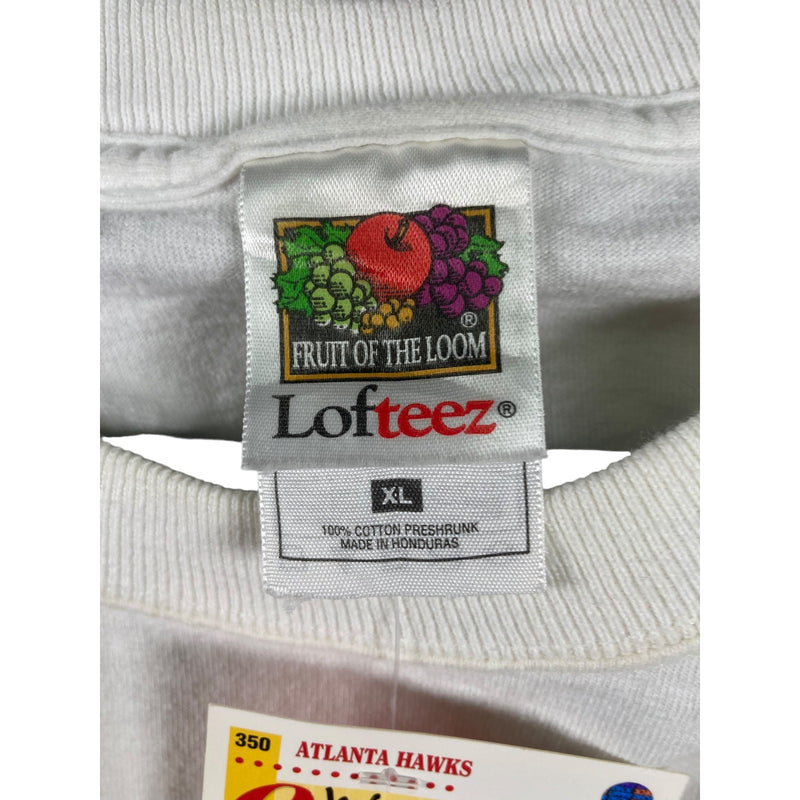 ®
FRUIT OF THE LOOM
Lofteez®
XL
100% COTTON PRESHRUNK
MADE IN HONDURAS
350
ATLANTA HAWKS